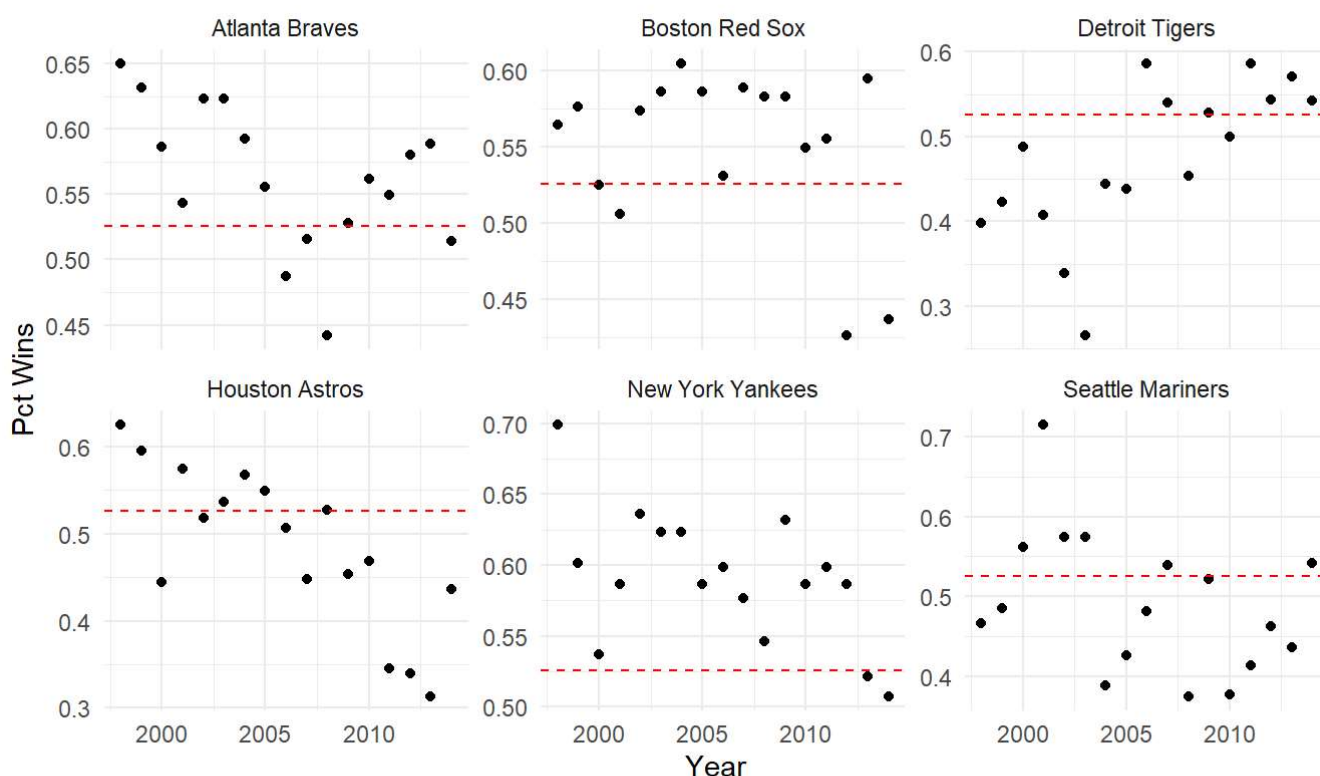 Atlanta Braves
Boston Red Sox
Detroit Tigers
0.65
0.60
0.55
0.50
0.45
0.60
0.55
0.50
0.45
0.6
0.5
0.4
0.3
Pct Wins
Houston Astros
New York Yankees
Seattle Mariners
0.6
0.5
0.4
0.3
0.70
0.65
0.60
0.55
0.50
0.7
0.6
0.5
0.4
2000 2005 2010
2000 2005 2010
2000 2005 2010
Year